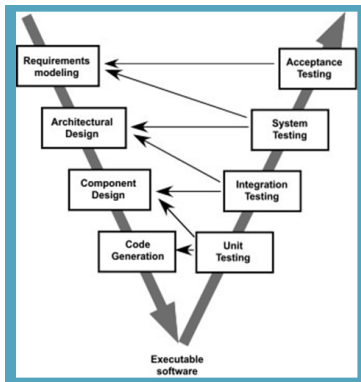 Requirements
modeling
Acceptance
Testing
Architectural
Design
System
Testing
Component
Design
Integration
Testing
Code
Generation
Unit
Testing
Executable
software